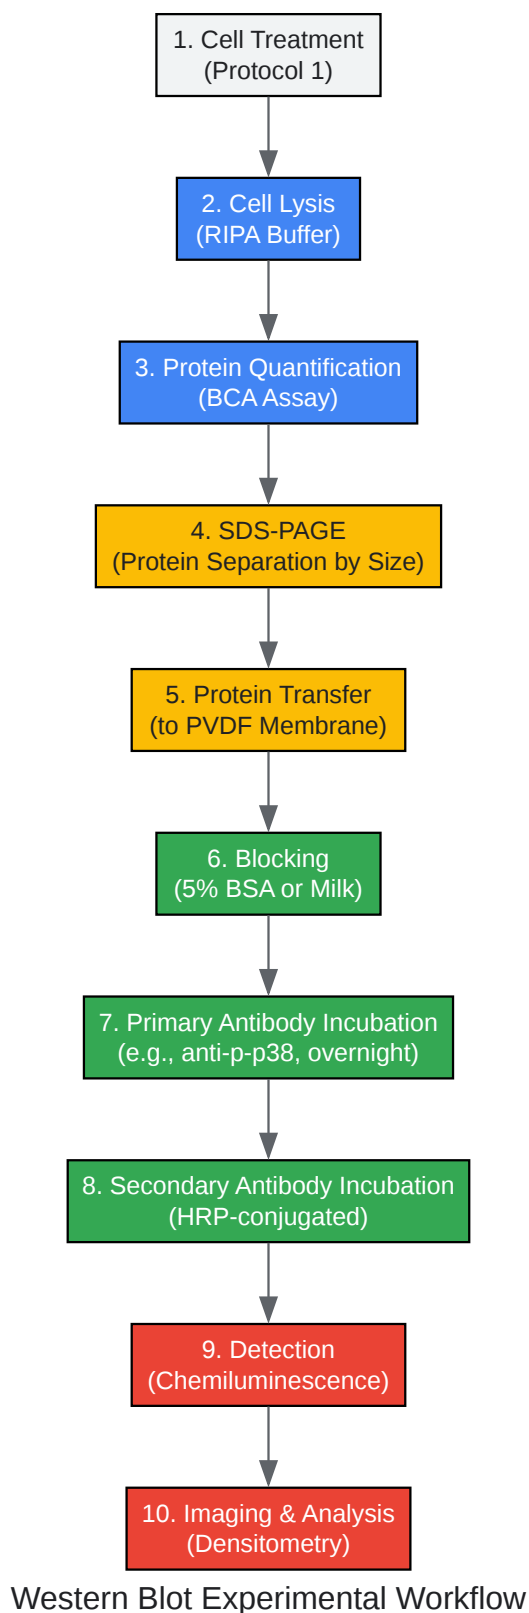 1. Cell Treatment
(Protocol 1)
2. Cell Lysis
(RIPA Buffer)
3. Protein Quantification
(BCA Assay)
4. SDS-PAGE
(Protein Separation by Size)
5. Protein Transfer
(to PVDF Membrane)
6. Blocking
(5% BSA or Milk)
7. Primary Antibody Incubation
(e.g., anti-p-p38, overnight)
8. Secondary Antibody Incubation
(HRP-conjugated)
9. Detection
(Chemiluminescence)
10. Imaging & Analysis
(Densitometry)
Western Blot Experimental Workflow